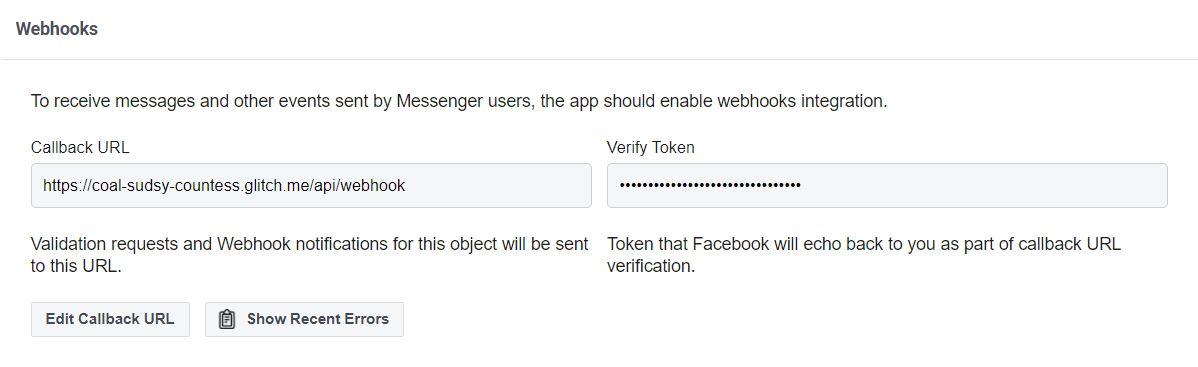 Webhooks
To receive messages and other events sent by Messenger users, the app should enable webhooks integration.
Callback URL
Verify Token
https://coal-sudsy-countess.glitch.me/api/webhook
••••••••••••••••••••••••••••••••
Validation requests and Webhook notifications for this object will be sent
to this URL.
Token that Facebook will echo back to you as part of callback URL
verification.
Edit Callback URL
Show Recent Errors